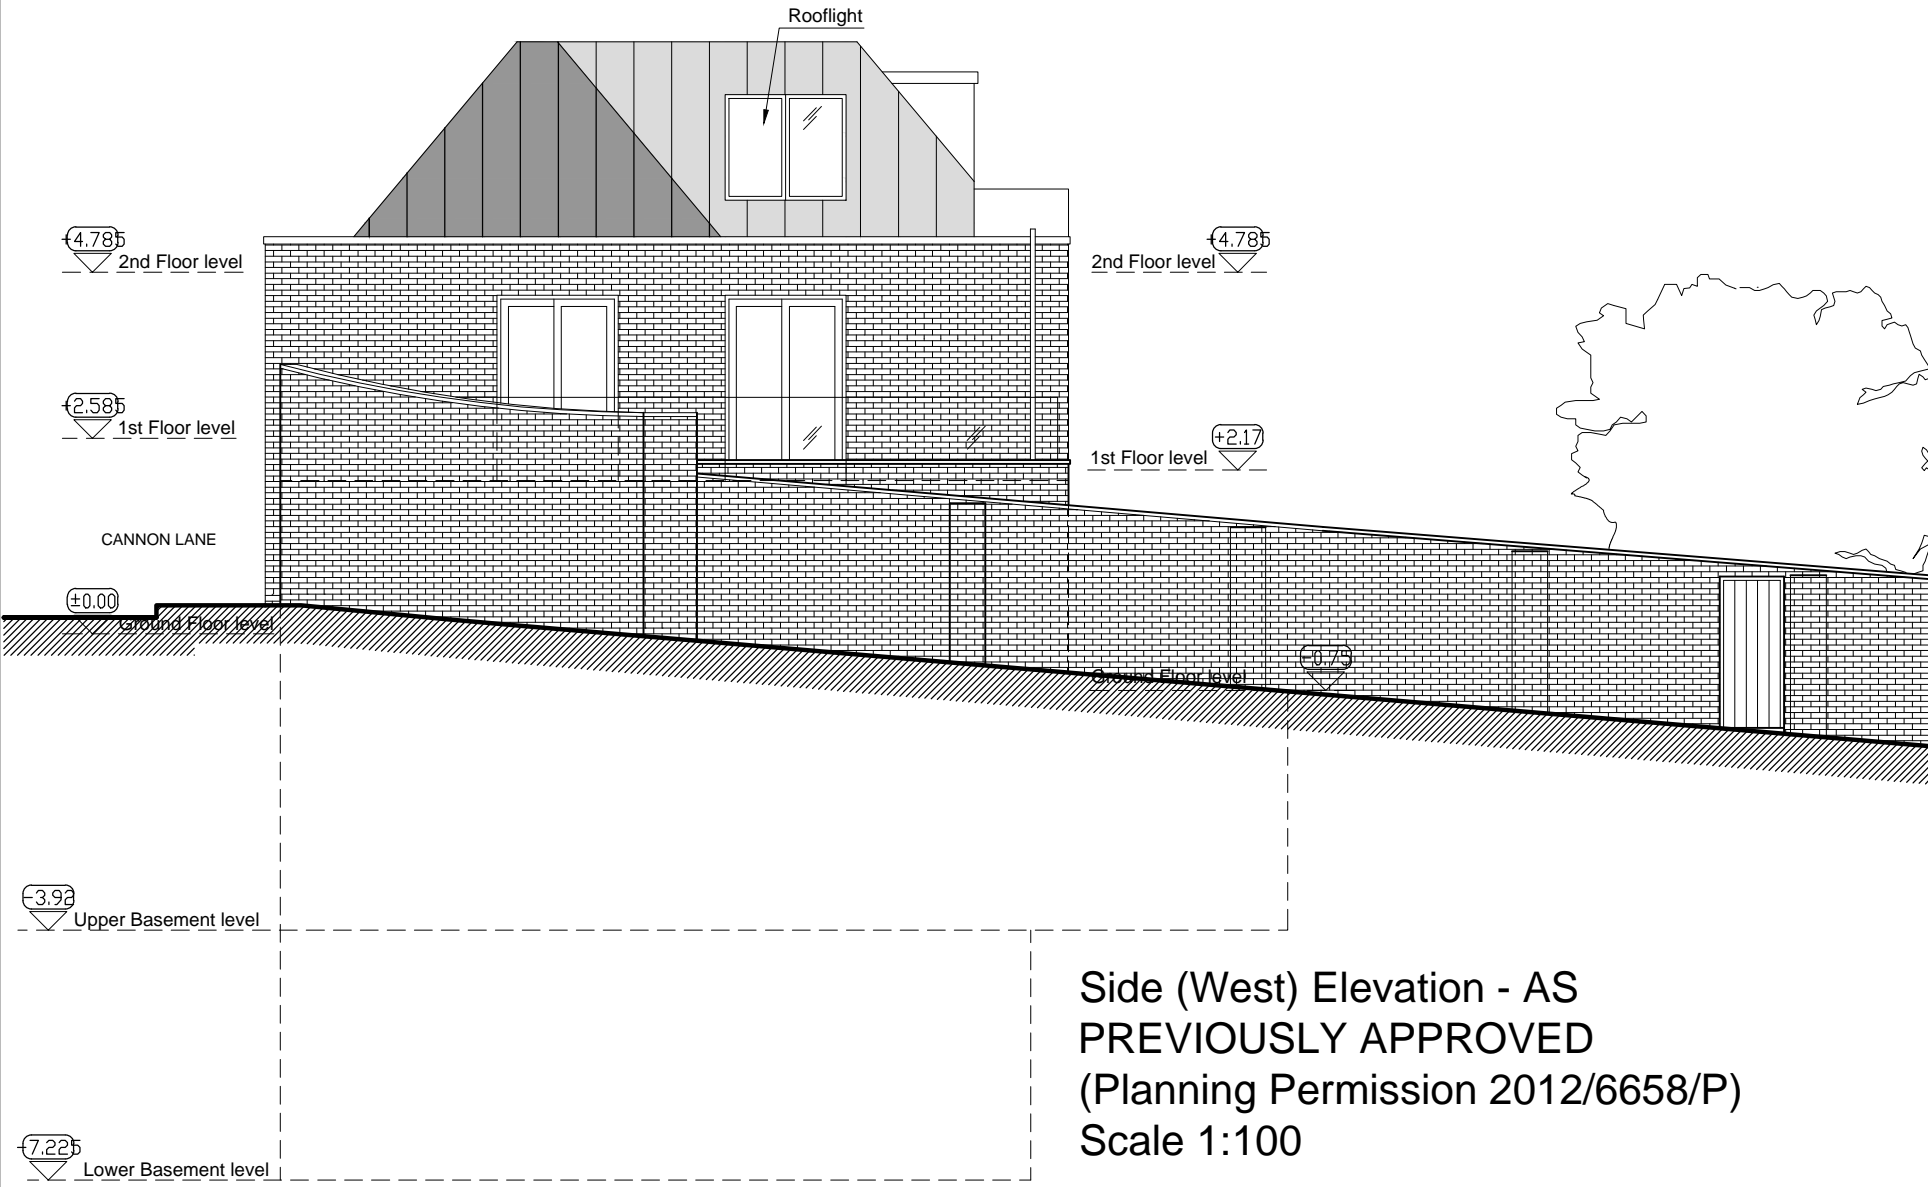 Rooflight
+4.785
2nd Floor level
+4.785
2nd Floor level
+2.585
1st Floor level
+2.17
1st Floor level
CANNON LANE
±0.00
Ground Floor level
-0.75
Ground Floor level
-3.92
Upper Basement level
-7.225
Lower Basement level
Side (West) Elevation - AS
PREVIOUSLY APPROVED
(Planning Permission 2012/6658/P)
Scale 1:100